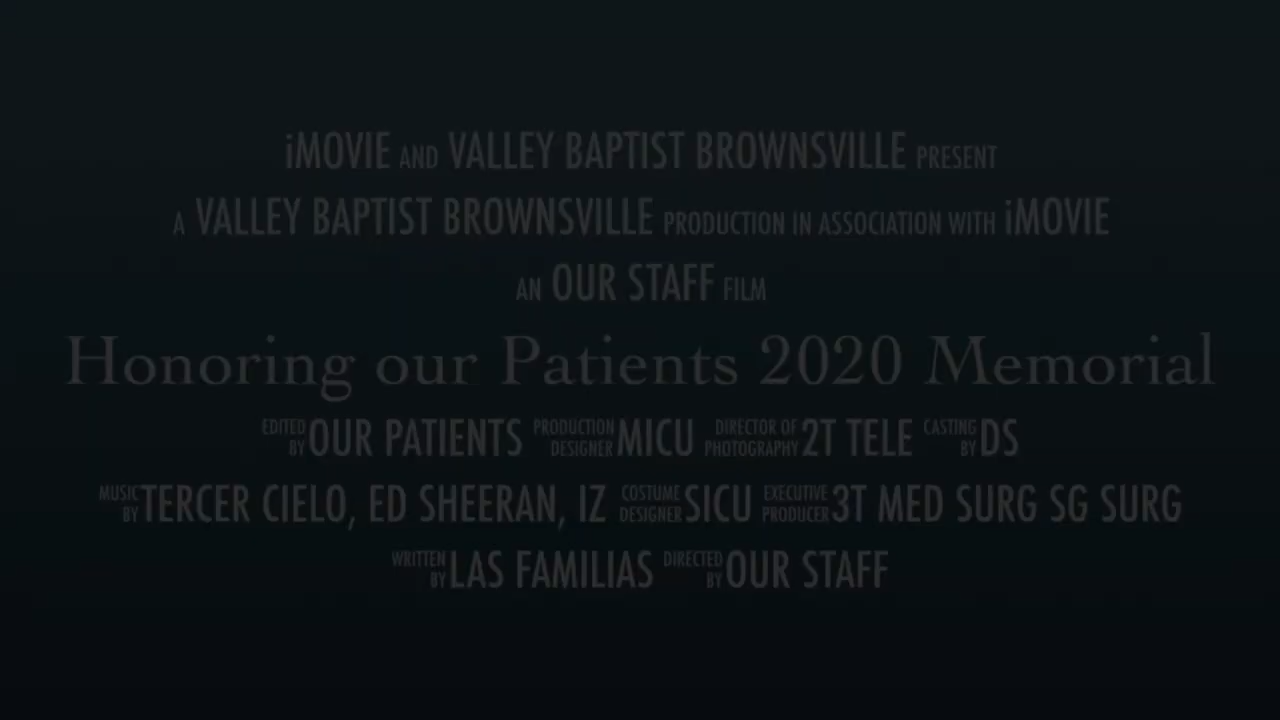 iMOVIE AND VALLEY BAPTIST BROWNSVILLE PRESENT
A VALLEY BAPTIST BROWNSVILLE PRODUCTION IN ASSOCIATION WITH iMOVIE
AN OUR STAFF FILM
Honoring our Patients 2020 Memorial
EDITED BY OUR PATIENTS PRODUCTION DESIGNER MICU DIRECTOR OF PHOTOGRAPHY 2T TELE CASTING BY DS
MUSIC BY TERCER CIELO, ED SHEERAN, IZ COSTUME DESIGNER SICU EXECUTIVE PRODUCER 3T MED SURG SG SURG
WRITTEN BY LAS FAMILIAS DIRECTED BY OUR STAFF